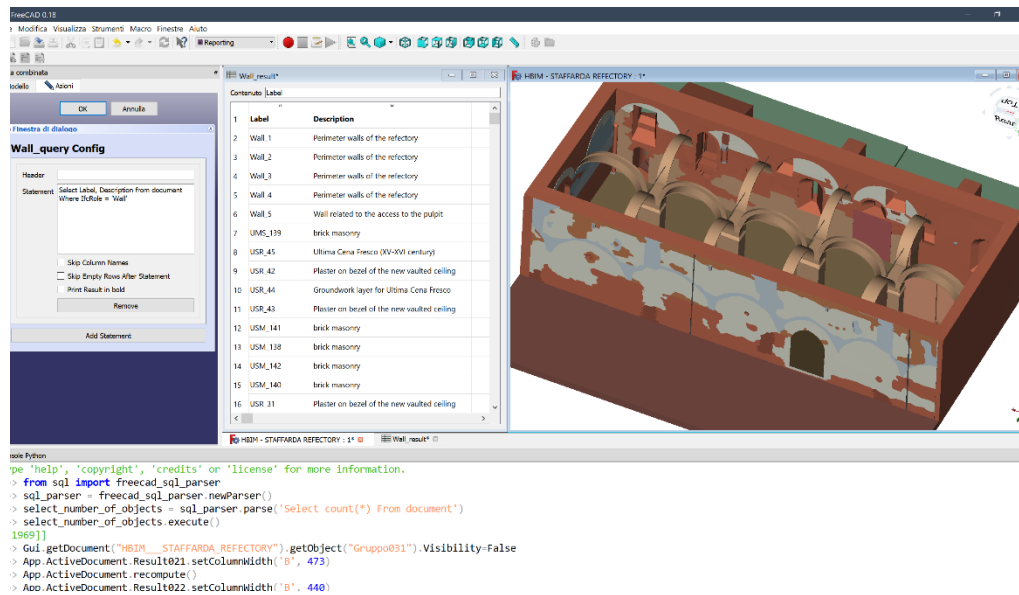 FreeCAD 0.18
Modifica Visualizza Strumenti Macro Finestre Aiuto
Reporting
combinata
Modello Azioni
OK Annulla
Finestra di dialogo
Wall_query Config
Header
Statement Select Label, Description from document
Where IfcRole = 'Wall'
Skip Column Names
Skip Empty Rows After Statement
Print Result in bold
Remove
Add Statement
Wall_result*
Contenuto Label
1 Label Description
2 Wall_1 Perimeter walls of the refectory
3 Wall_2 Perimeter walls of the refectory
4 Wall_3 Perimeter walls of the refectory
5 Wall_4 Perimeter walls of the refectory
6 Wall_5 Wall related to the access to the pulpit
7 UMS_139 brick masonry
8 USR_45 Ultima Cena Fresco (XV-XVI century)
9 USR_42 Plaster on bezel of the new vaulted ceiling
10 USR_44 Groundwork layer for Ultima Cena Fresco
11 USR_43 Plaster on bezel of the new vaulted ceiling
12 USM_141 brick masonry
13 USM_138 brick masonry
14 USM_142 brick masonry
15 USM_140 brick masonry
16 USR_31 Plaster on bezel of the new vaulted ceiling
HBIM - STAFFARDA REFECTORY : 1* Wall_result*
HBIM - STAFFARDA REFECTORY : 1*
Rear
Python
'help', 'copyright', 'credits' or 'license' for more information.
> from sql import freecad_sql_parser
> sql_parser = freecad_sql_parser.newParser()
> select_number_of_objects = sql_parser.parse('Select count(*) From document')
> select_number_of_objects.execute()
1969]]
> Gui.getDocument("HBIM___STAFFARDA_REFECTORY").getObject("Gruppo031").Visibility=False
> App.ActiveDocument.Result021.setColumnWidth('B', 473)
> App.ActiveDocument.recompute()
> App.ActiveDocument.Result022.setColumnWidth('B', 440)